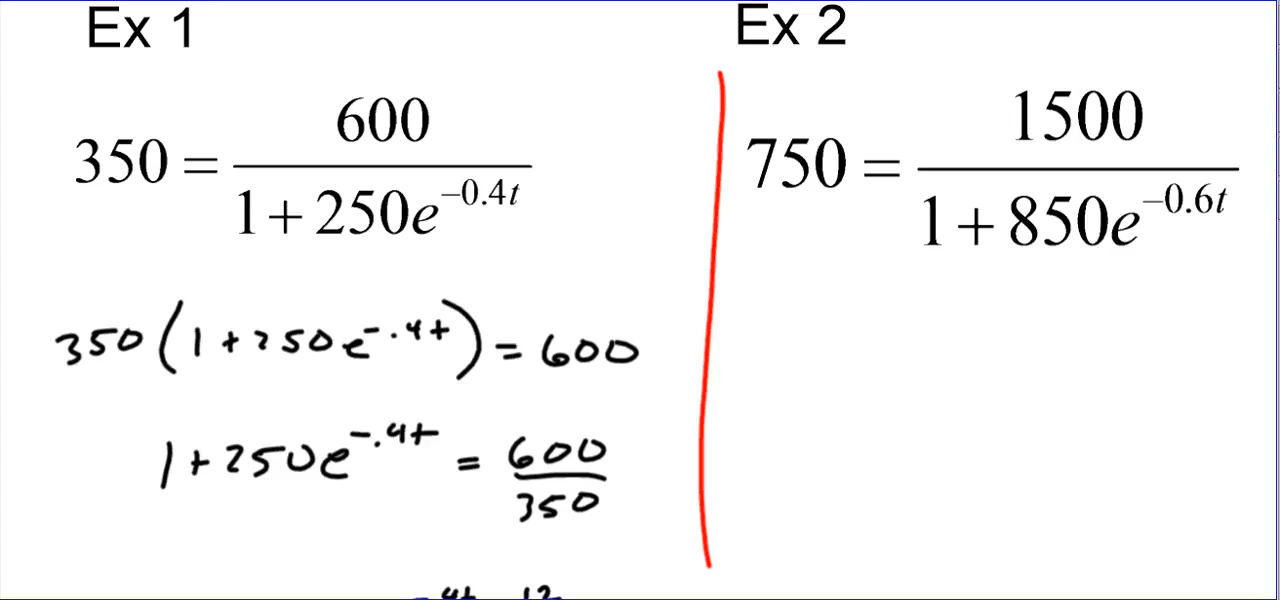 Ex 1
350 = 600 / (1 + 250e^{-0.4t})
350(1 + 250e^{-.4t}) = 600
1 + 250e^{-.4t} = 600/350
Ex 2
750 = 1500 / (1 + 850e^{-0.6t})